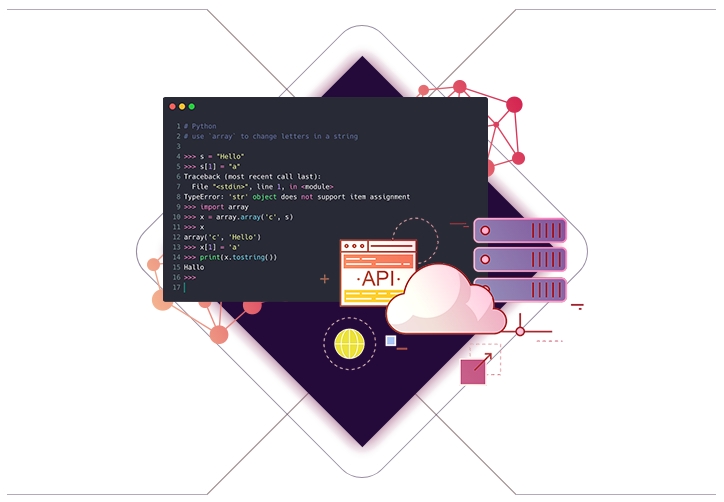 1 # Python
2 # use `array` to change letters in a string
3
4 >>> s = "Hello"
5 >>> s[1] = "a"
6 Traceback (most recent call last):
7   File "<stdin>", line 1, in <module>
8 TypeError: 'str' object does not support item assignment
9 >>> import array
10 >>> x = array.array('c', s)
11 >>> x
12 array('c', 'Hello')
13 >>> x[1] = 'a'
14 >>> print(x.tostring())
15 Hallo
16 >>>
17
·API·